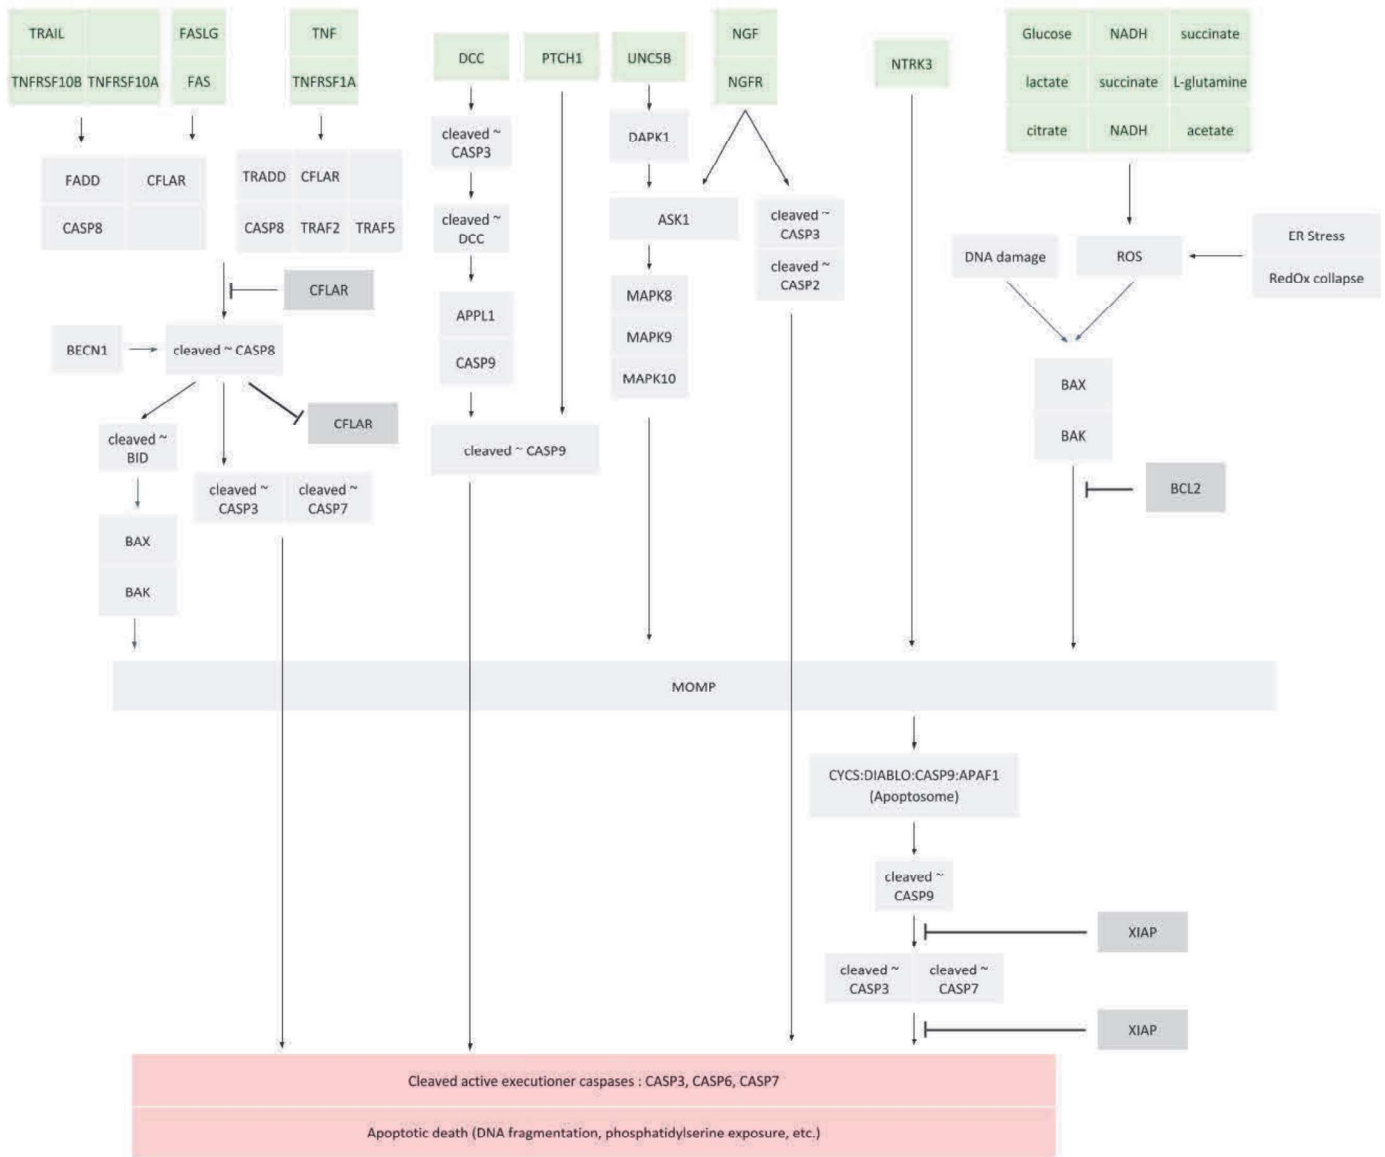 TRAIL
FASLG
TNF
TNFRSF10B
TNFRSF10A
FAS
TNFRSF1A
DCC
PTCH1
UNC5B
NGF
NGFR
NTRK3
Glucose
NADH
succinate
lactate
succinate
L-glutamine
citrate
NADH
acetate
FADD
CFLAR
CASP8
TRADD
CFLAR
CASP8
TRAF2
TRAF5
cleaved ~
CASP3
cleaved ~
DCC
APPL1
CASP9
DAPK1
ASK1
MAPK8
MAPK9
MAPK10
cleaved ~
CASP3
cleaved ~
CASP2
DNA damage
ROS
ER Stress
RedOx collapse
CFLAR
BECN1
cleaved ~ CASP8
CFLAR
cleaved ~
BID
cleaved ~
CASP3
cleaved ~
CASP7
BAX
BAK
cleaved ~ CASP9
BAX
BAK
BCL2
MOMP
CYCS:DIABLO:CASP9:APAF1
(Apoptosome)
cleaved ~
CASP9
XIAP
cleaved ~
CASP3
cleaved ~
CASP7
XIAP
Cleaved active executioner caspases : CASP3, CASP6, CASP7
Apoptotic death (DNA fragmentation, phosphatidylserine exposure, etc.)